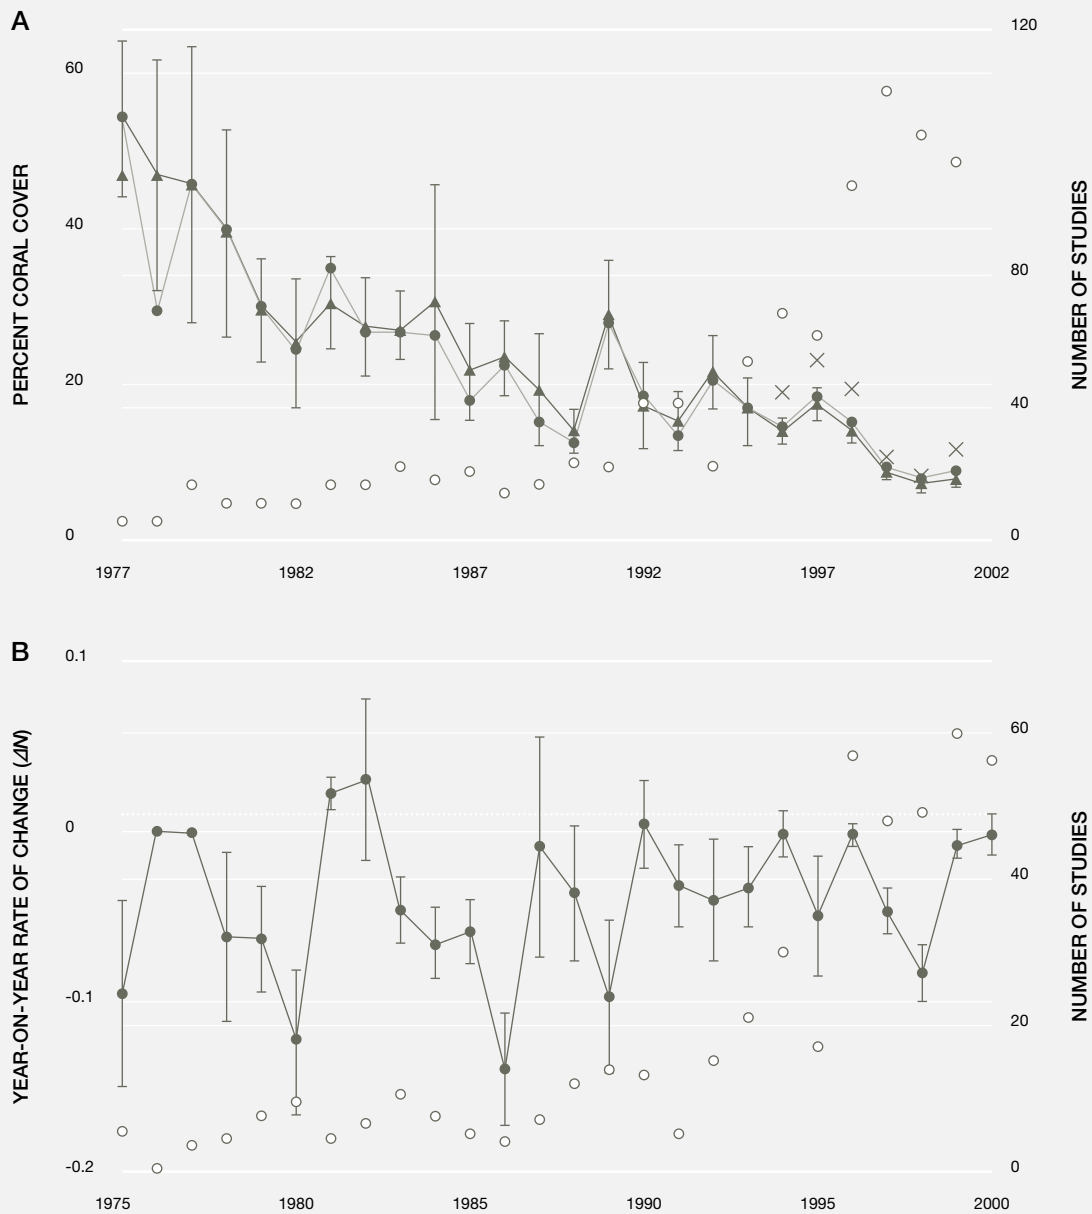 A
120
60
40
80
20
40
0
0
PERCENT CORAL COVER
NUMBER OF STUDIES
1977 1982 1987 1992 1997 2002
B
0.1
60
0
40
-0.1
20
-0.2
0
YEAR-ON-YEAR RATE OF CHANGE (ΔN)
NUMBER OF STUDIES
1975 1980 1985 1990 1995 2000